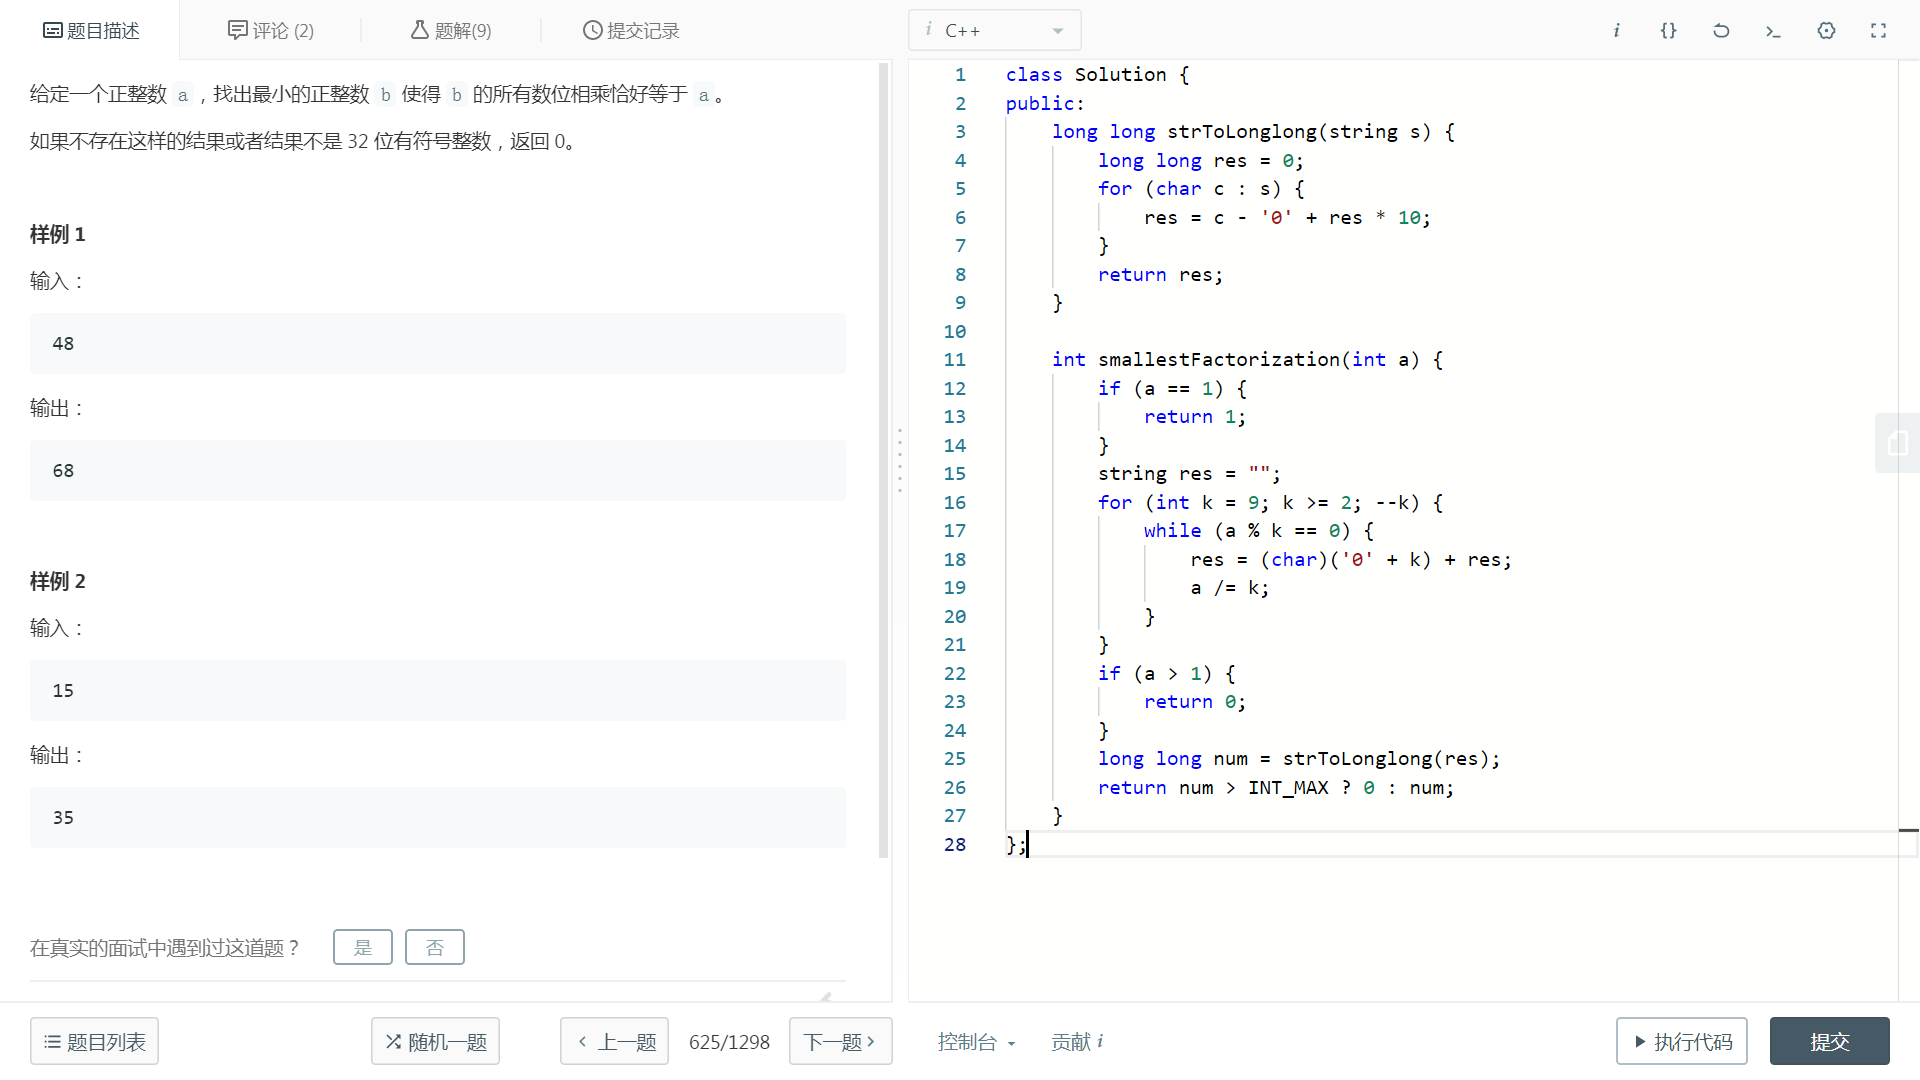 题目描述
评论 (2)
题解(9)
提交记录
给定一个正整数 a ，找出最小的正整数 b 使得 b 的所有数位相乘恰好等于 a 。
如果不存在这样的结果或者结果不是 32 位有符号整数，返回 0。
样例 1
输入：
48
输出：
68
样例 2
输入：
15
输出：
35
在真实的面试中遇到过这道题？ 是 否
题目列表
随机一题
上一题 625/1298 下一题
i C++
i {}
1 class Solution {
2 public:
3     long long strToLonglong(string s) {
4         long long res = 0;
5         for (char c : s) {
6             res = c - '0' + res * 10;
7         }
8         return res;
9     }
10
11     int smallestFactorization(int a) {
12         if (a == 1) {
13             return 1;
14         }
15         string res = "";
16         for (int k = 9; k >= 2; --k) {
17             while (a % k == 0) {
18                 res = (char)('0' + k) + res;
19                 a /= k;
20             }
21         }
22         if (a > 1) {
23             return 0;
24         }
25         long long num = strToLonglong(res);
26         return num > INT_MAX ? 0 : num;
27     }
28 };
控制台
贡献 i
执行代码
提交